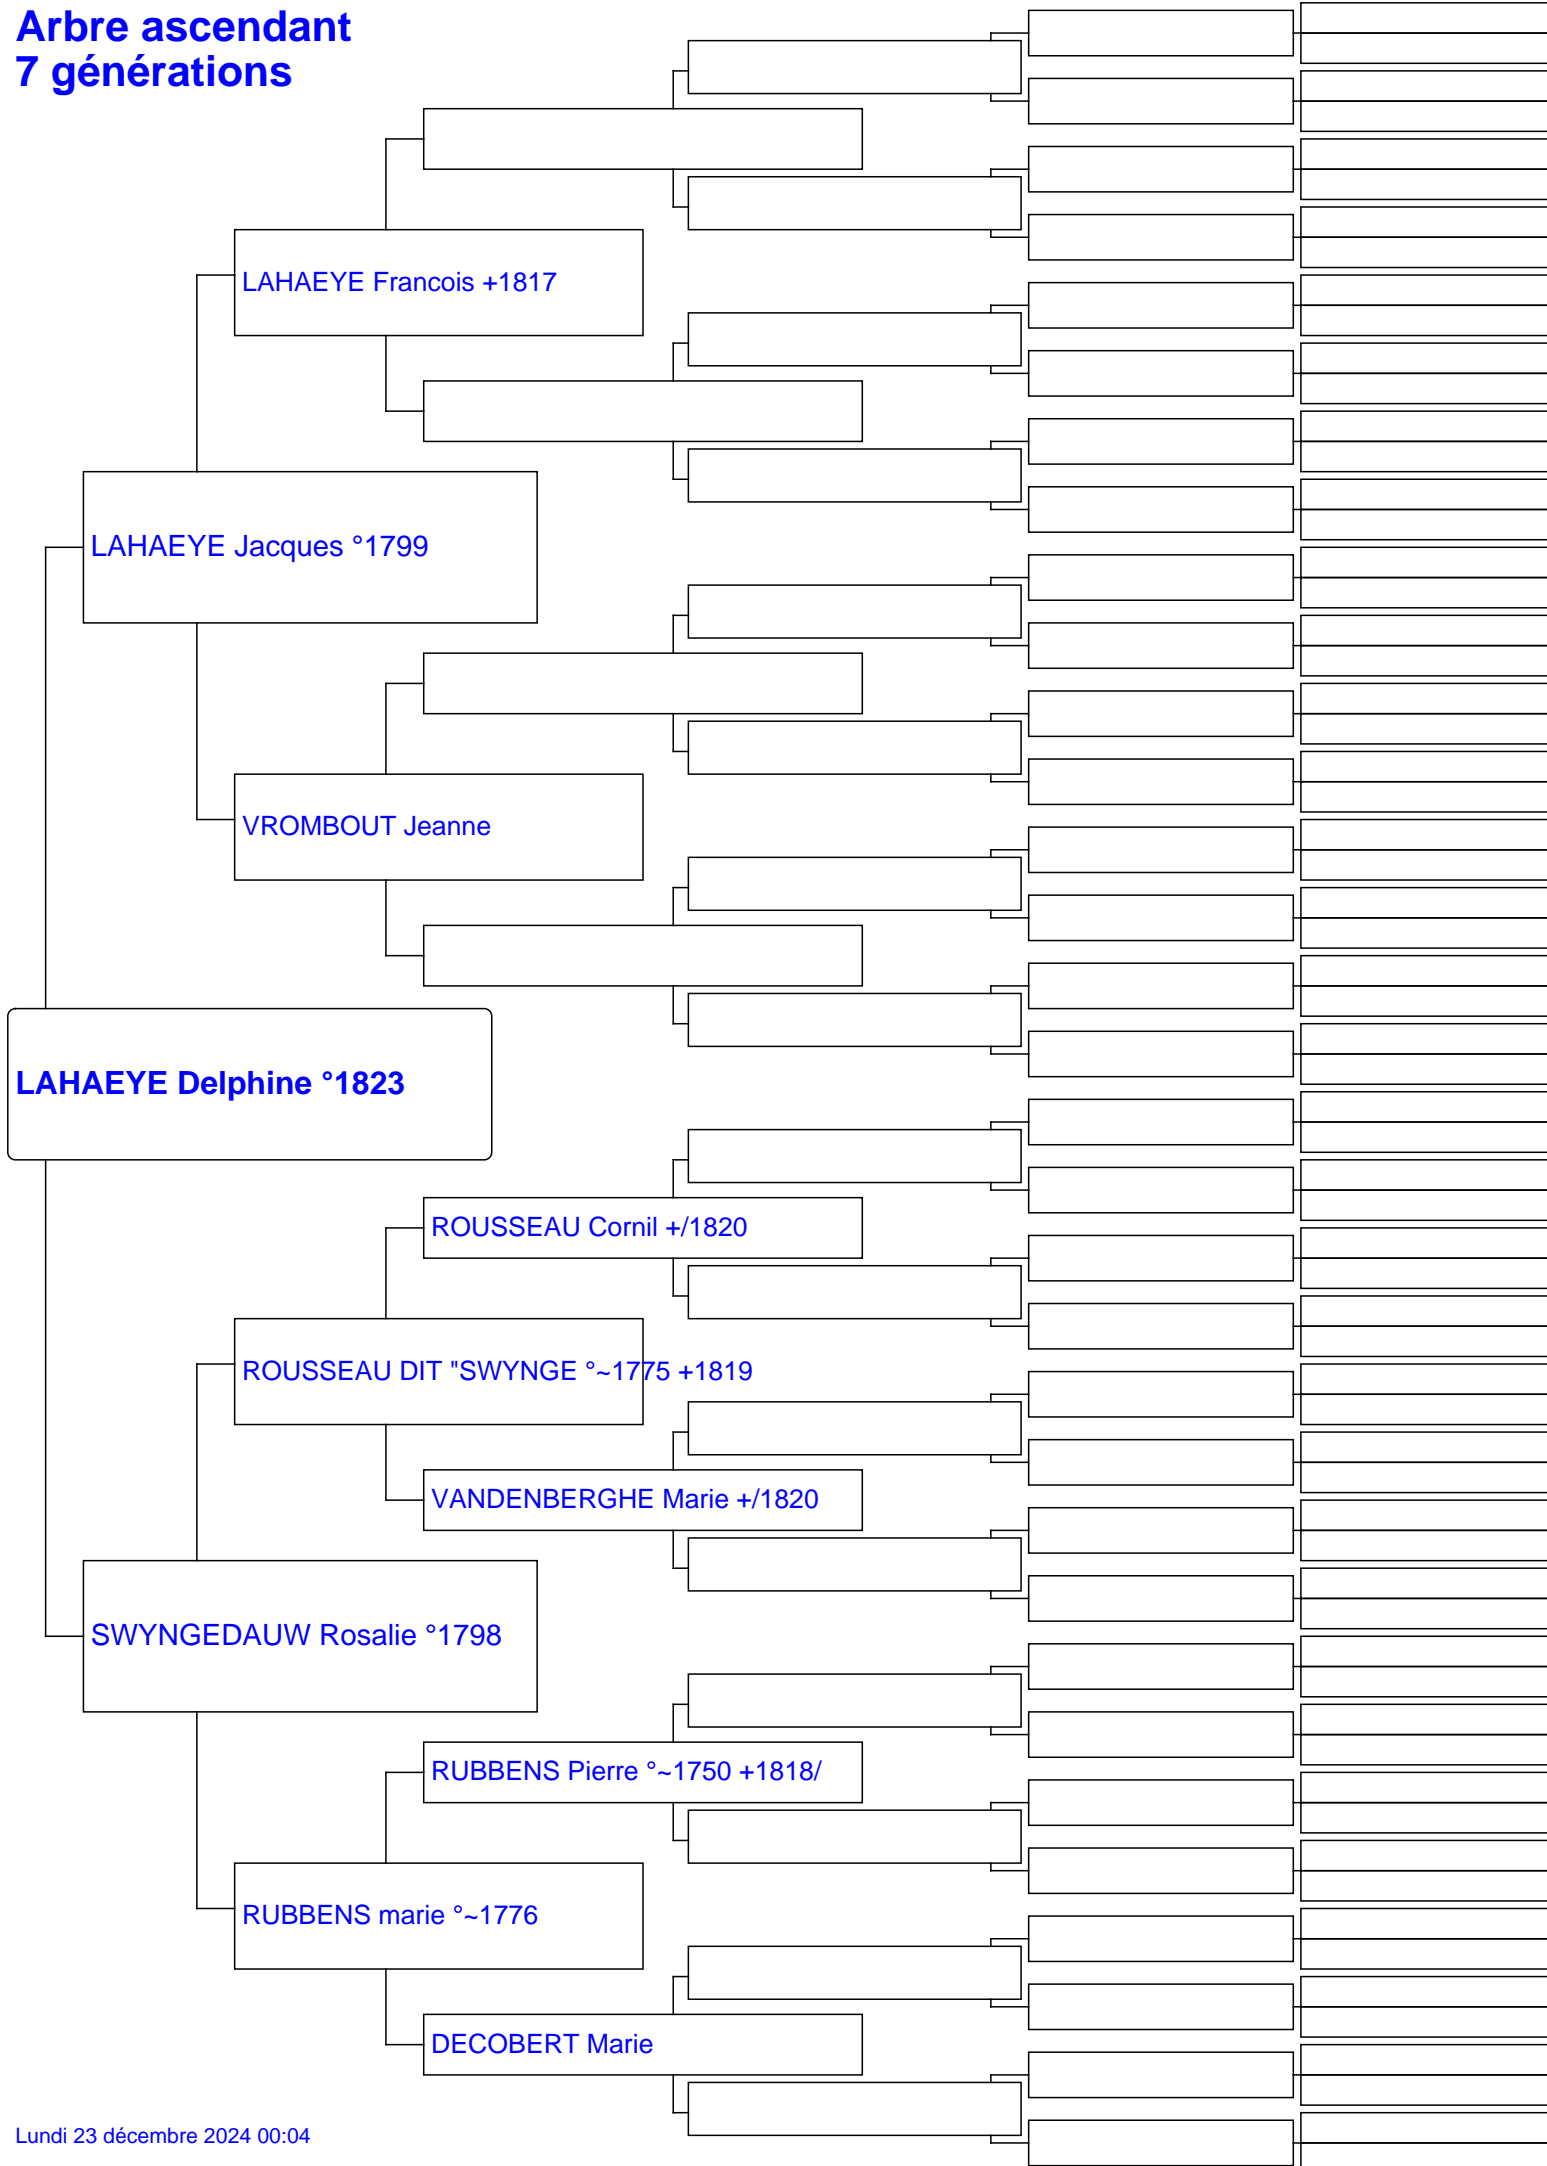 Arbre ascendant
7 générations
LAHAEYE Francois +1817
LAHAEYE Jacques °1799
VROMBOUT Jeanne
LAHAEYE Delphine °1823
ROUSSEAU Cornil +/1820
ROUSSEAU DIT "SWYNGE °~1775 +1819
VANDENBERGHE Marie +/1820
SWYNGEDAUW Rosalie °1798
RUBBENS Pierre °~1750 +1818/
RUBBENS marie °~1776
DECOBERT Marie
Lundi 23 décembre 2024 00:04